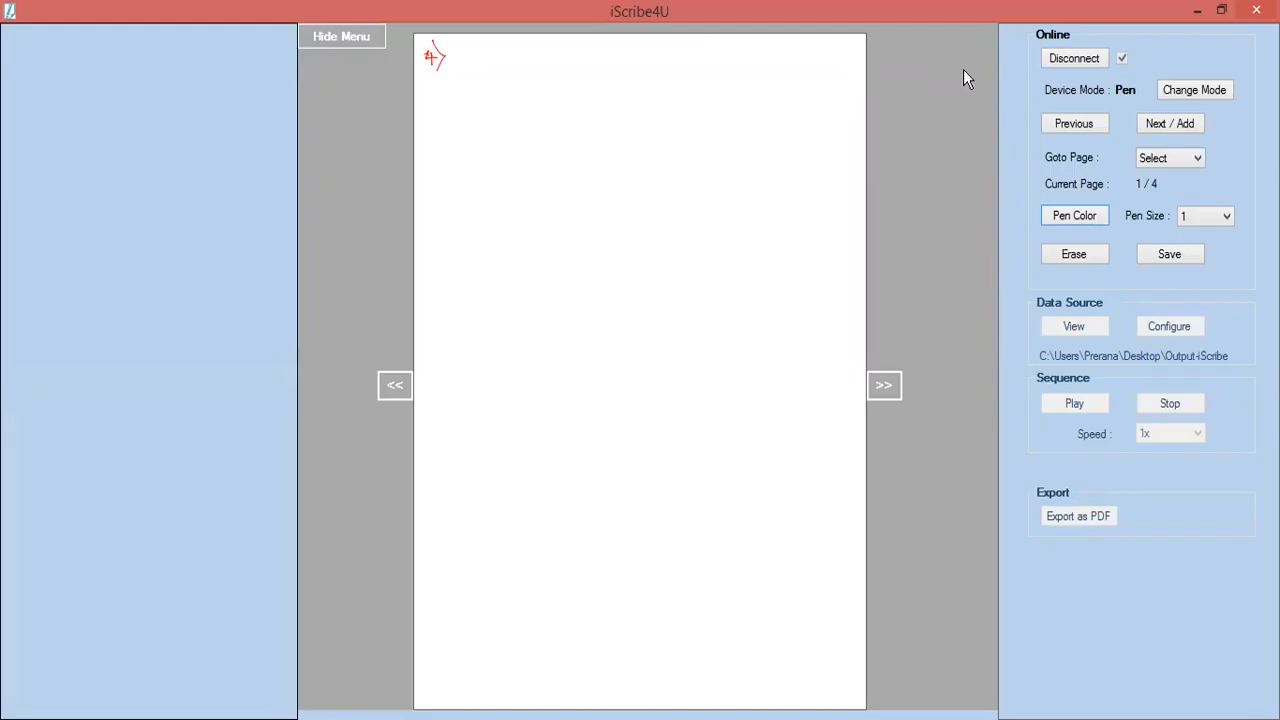 iScribe4U
Hide Menu
4)
<<
>>
Online
Disconnect
Device Mode : Pen Change Mode
Previous Next / Add
Goto Page : Select
Current Page : 1 / 4
Pen Color Pen Size : 1
Erase Save
Data Source
View Configure
C:\Users\Prerana\Desktop\Output-iScribe
Sequence
Play Stop
Speed : 1x
Export
Export as PDF